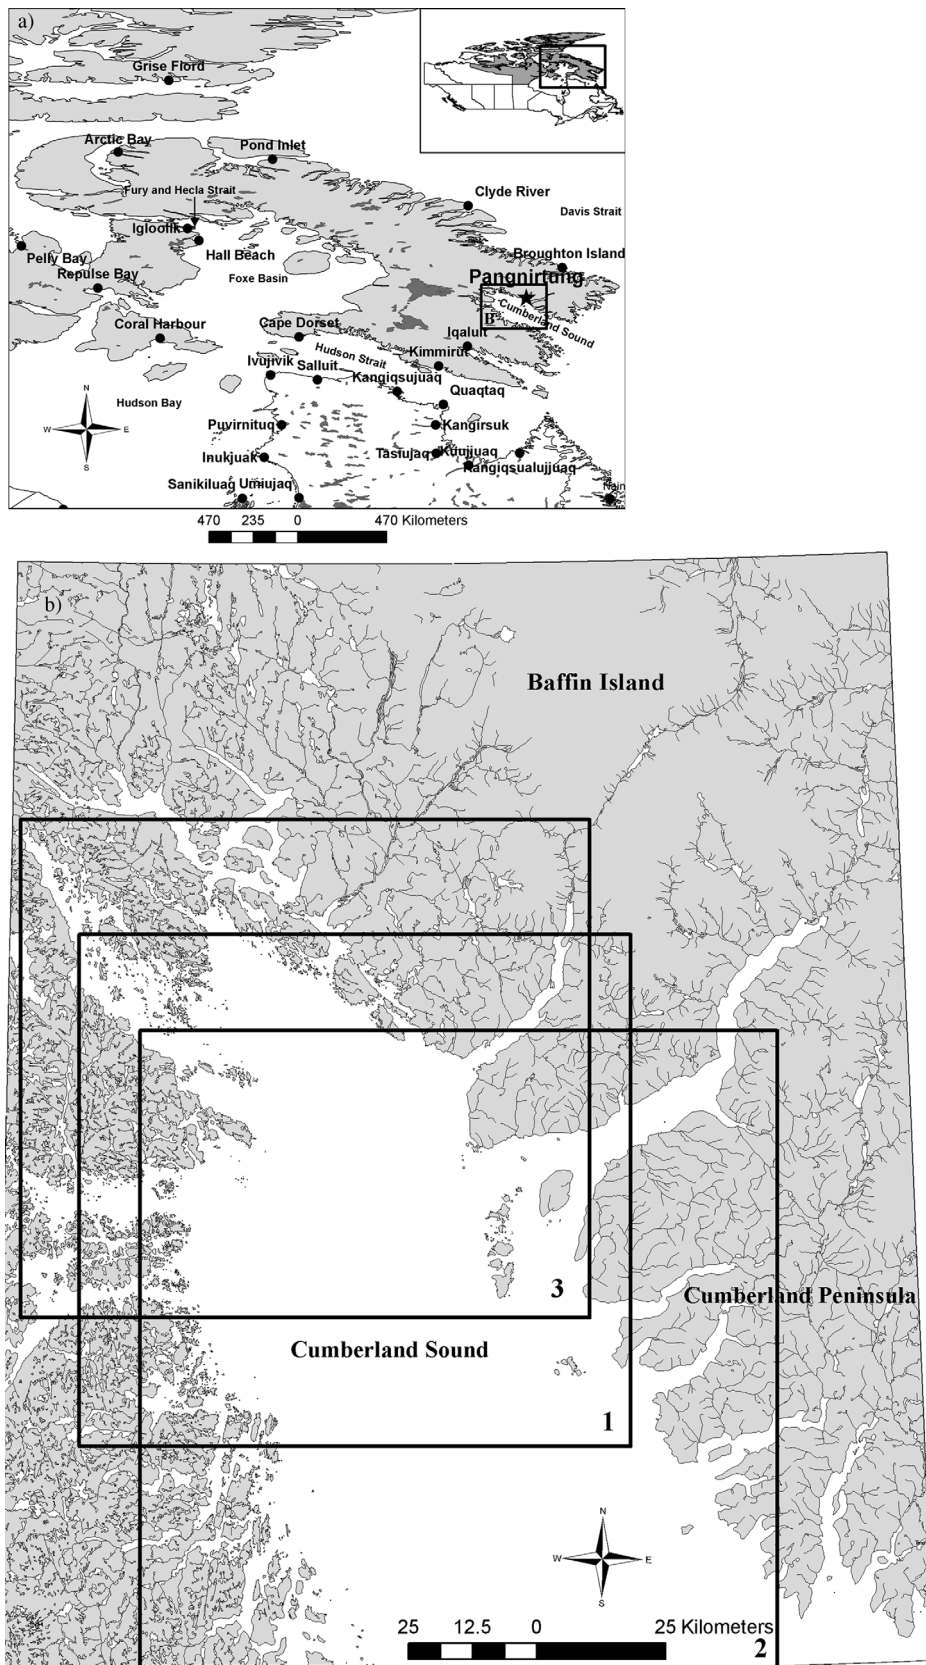 a)
Grise Fiord
Arctic Bay
Pond Inlet
Fury and Hecla Strait
Clyde River
Davis Strait
Igloolik
Hall Beach
Broughton Island
Pelly Bay
Repulse Bay
Foxe Basin
Pangnirtung
B
Cumberland Sound
Coral Harbour
Cape Dorset
Iqaluit
Hudson Strait
Kimmirut
Ivujivik
Salluit
Kangiqsujuaq
Quaqtaq
N
W E
S
Hudson Bay
Puvirnituq
Kangirsuk
Inukjuak
Tasiujaq
Kuujjuaq
Kangiqsualujjuaq
Sanikiluaq
Umiujaq
Nain
470 235 0 470 Kilometers
b)
Baffin Island
3
Cumberland Peninsula
Cumberland Sound
1
N
W E
S
25 12.5 0 25 Kilometers
2